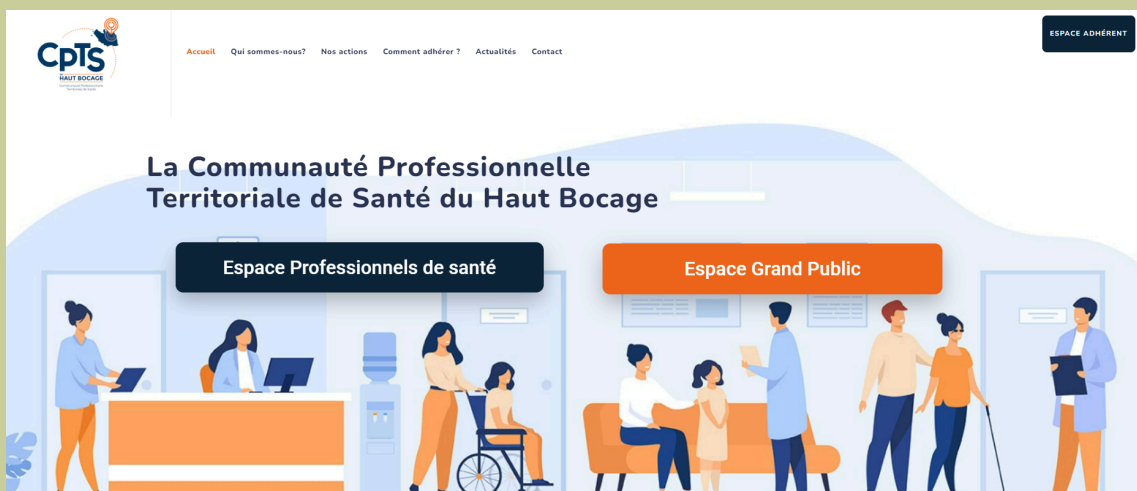 CPTS
HAUT BOCAGE
Accueil Qui sommes-nous? Nos actions Comment adhérer ? Actualités Contact
ESPACE ADHÉRENT
La Communauté Professionnelle
Territoriale de Santé du Haut Bocage
Espace Professionnels de santé
Espace Grand Public